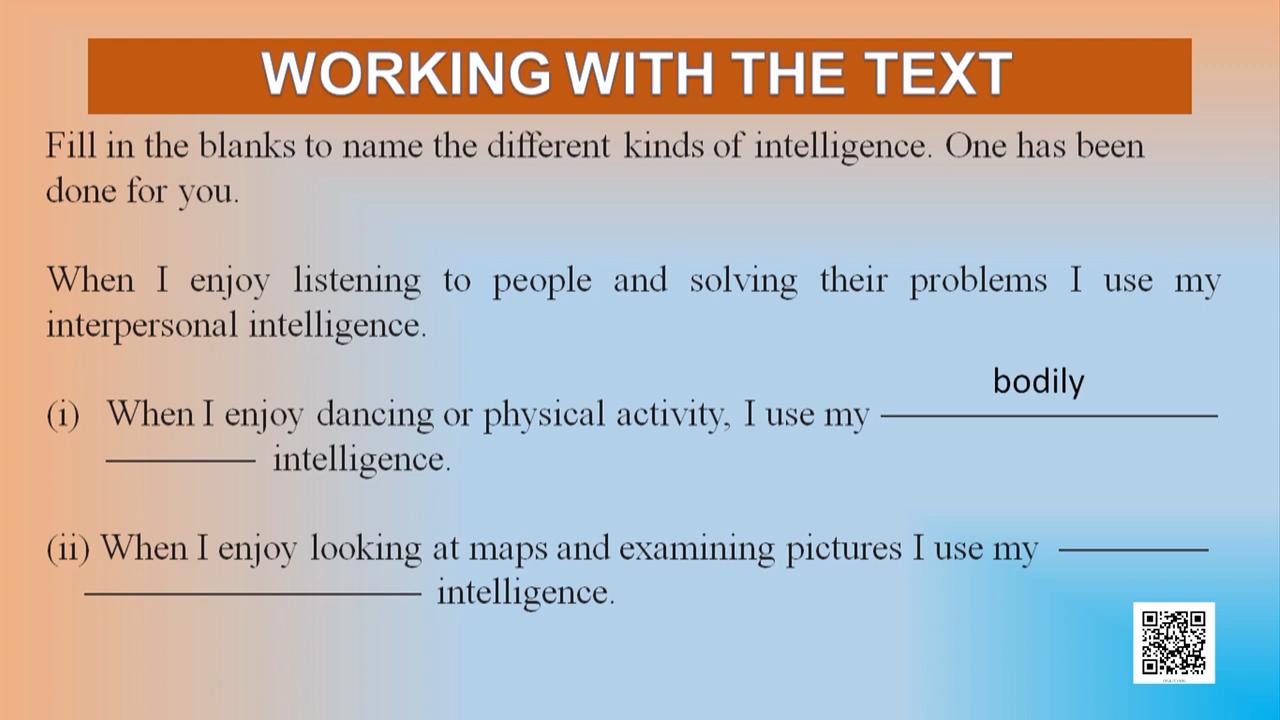 WORKING WITH THE TEXT
Fill in the blanks to name the different kinds of intelligence. One has been
done for you.
When I enjoy listening to people and solving their problems I use my
interpersonal intelligence.
bodily
(i) When I enjoy dancing or physical activity, I use my
intelligence.
(ii) When I enjoy looking at maps and examining pictures I use my
intelligence.